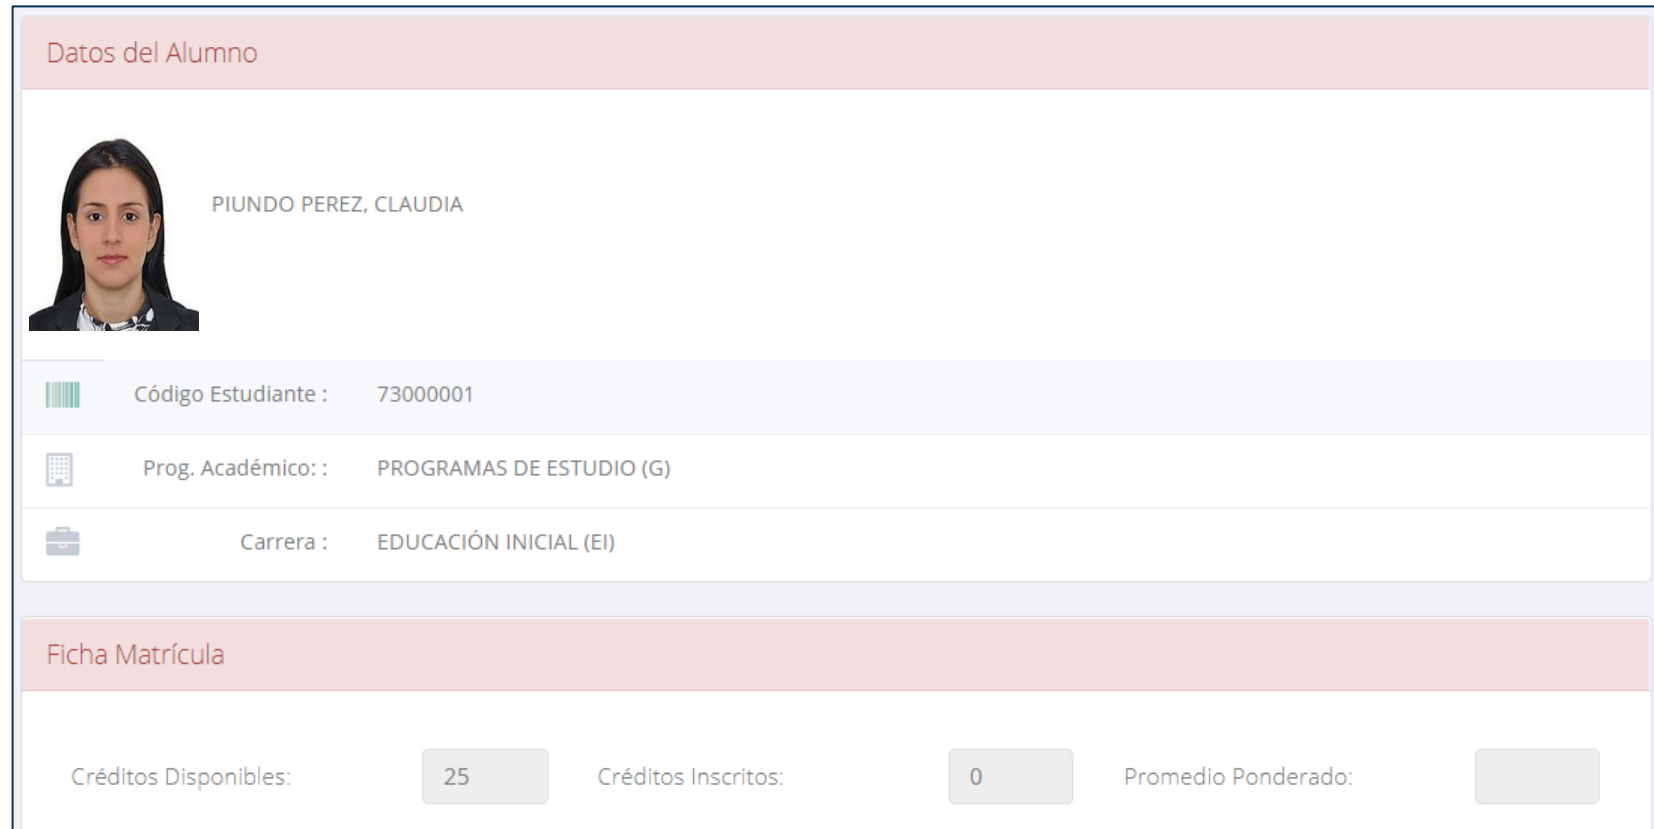 Datos del Alumno
PIUNDO PEREZ, CLAUDIA
Código Estudiante : 73000001
Prog. Académico: : PROGRAMAS DE ESTUDIO (G)
Carrera : EDUCACIÓN INICIAL (EI)
Ficha Matrícula
Créditos Disponibles: 25 Créditos Inscritos: 0 Promedio Ponderado: